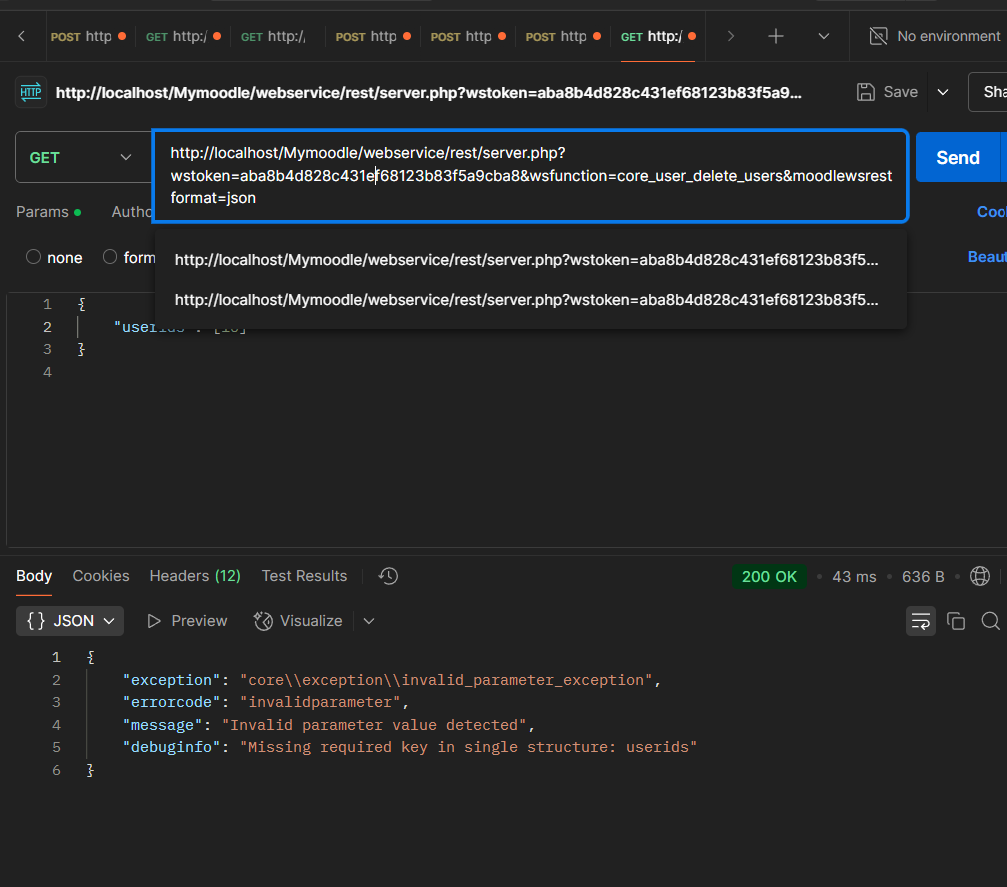 POST http
GET http:/
GET http:/
POST http
POST http
POST http
GET http:/
No environment
HTTP
http://localhost/Mymoodle/webservice/rest/server.php?wstoken=aba8b4d828c431ef68123b83f5a9...
Save
Sha
GET
http://localhost/Mymoodle/webservice/rest/server.php?
wstoken=aba8b4d828c431ef68123b83f5a9cba8&wsfunction=core_user_delete_users&moodlewsrest
format=json
Send
Params
Autho
Coo
none
form
http://localhost/Mymoodle/webservice/rest/server.php?wstoken=aba8b4d828c431ef68123b83f5...
Beaut
http://localhost/Mymoodle/webservice/rest/server.php?wstoken=aba8b4d828c431ef68123b83f5...
1 {
2 "userids
3 }
4
Body
Cookies
Headers (12)
Test Results
200 OK
43 ms
636 B
{} JSON
Preview
Visualize
1 {
2 "exception": "core\\exception\\invalid_parameter_exception",
3 "errorcode": "invalidparameter",
4 "message": "Invalid parameter value detected",
5 "debuginfo": "Missing required key in single structure: userids"
6 }